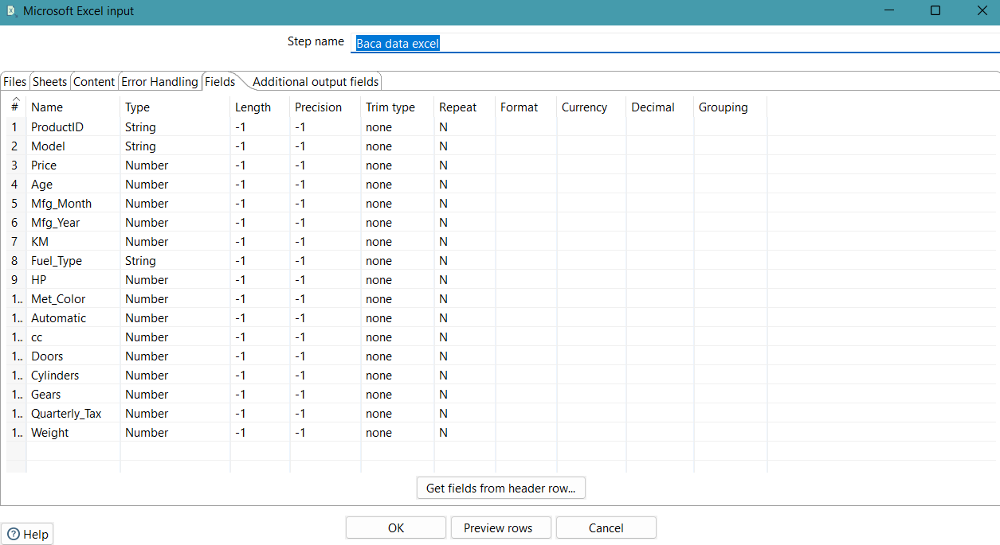 Microsoft Excel input
Step name Baca data excel
Files Sheets Content Error Handling Fields Additional output fields
# Name Type Length Precision Trim type Repeat Format Currency Decimal Grouping
1 ProductID String -1 -1 none N
2 Model String -1 -1 none N
3 Price Number -1 -1 none N
4 Age Number -1 -1 none N
5 Mfg_Month Number -1 -1 none N
6 Mfg_Year Number -1 -1 none N
7 KM Number -1 -1 none N
8 Fuel_Type String -1 -1 none N
9 HP Number -1 -1 none N
1.. Met_Color Number -1 -1 none N
1.. Automatic Number -1 -1 none N
1.. cc Number -1 -1 none N
1.. Doors Number -1 -1 none N
1.. Cylinders Number -1 -1 none N
1.. Gears Number -1 -1 none N
1.. Quarterly_Tax Number -1 -1 none N
1.. Weight Number -1 -1 none N
Get fields from header row...
Help OK Preview rows Cancel